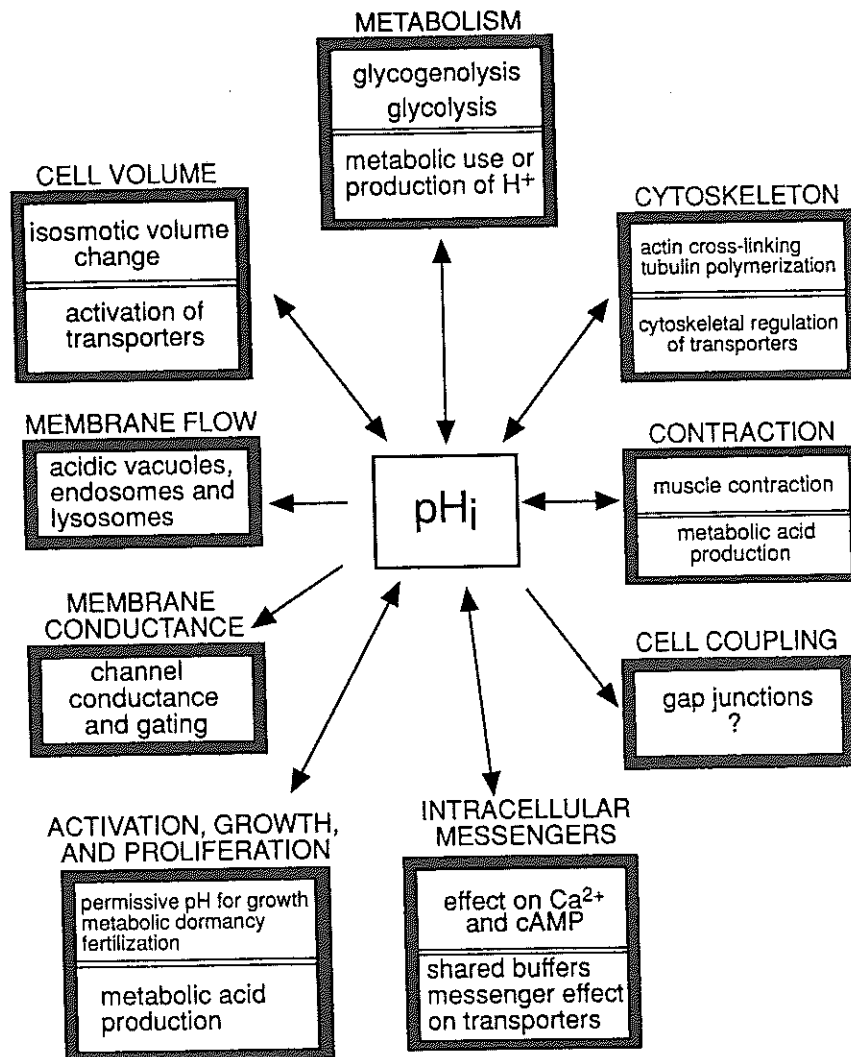 METABOLISM
glycogenolysis
glycolysis
metabolic use or
production of H+
CELL VOLUME
isosmotic volume
change
activation of
transporters
CYTOSKELETON
actin cross-linking
tubulin polymerization
cytoskeletal regulation
of transporters
MEMBRANE FLOW
acidic vacuoles,
endosomes and
lysosomes
pHi
CONTRACTION
muscle contraction
metabolic acid
production
MEMBRANE
CONDUCTANCE
channel
conductance
and gating
CELL COUPLING
gap junctions
?
ACTIVATION, GROWTH,
AND PROLIFERATION
permissive pH for growth
metabolic dormancy
fertilization
metabolic acid
production
INTRACELLULAR
MESSENGERS
effect on Ca2+
and cAMP
shared buffers
messenger effect
on transporters